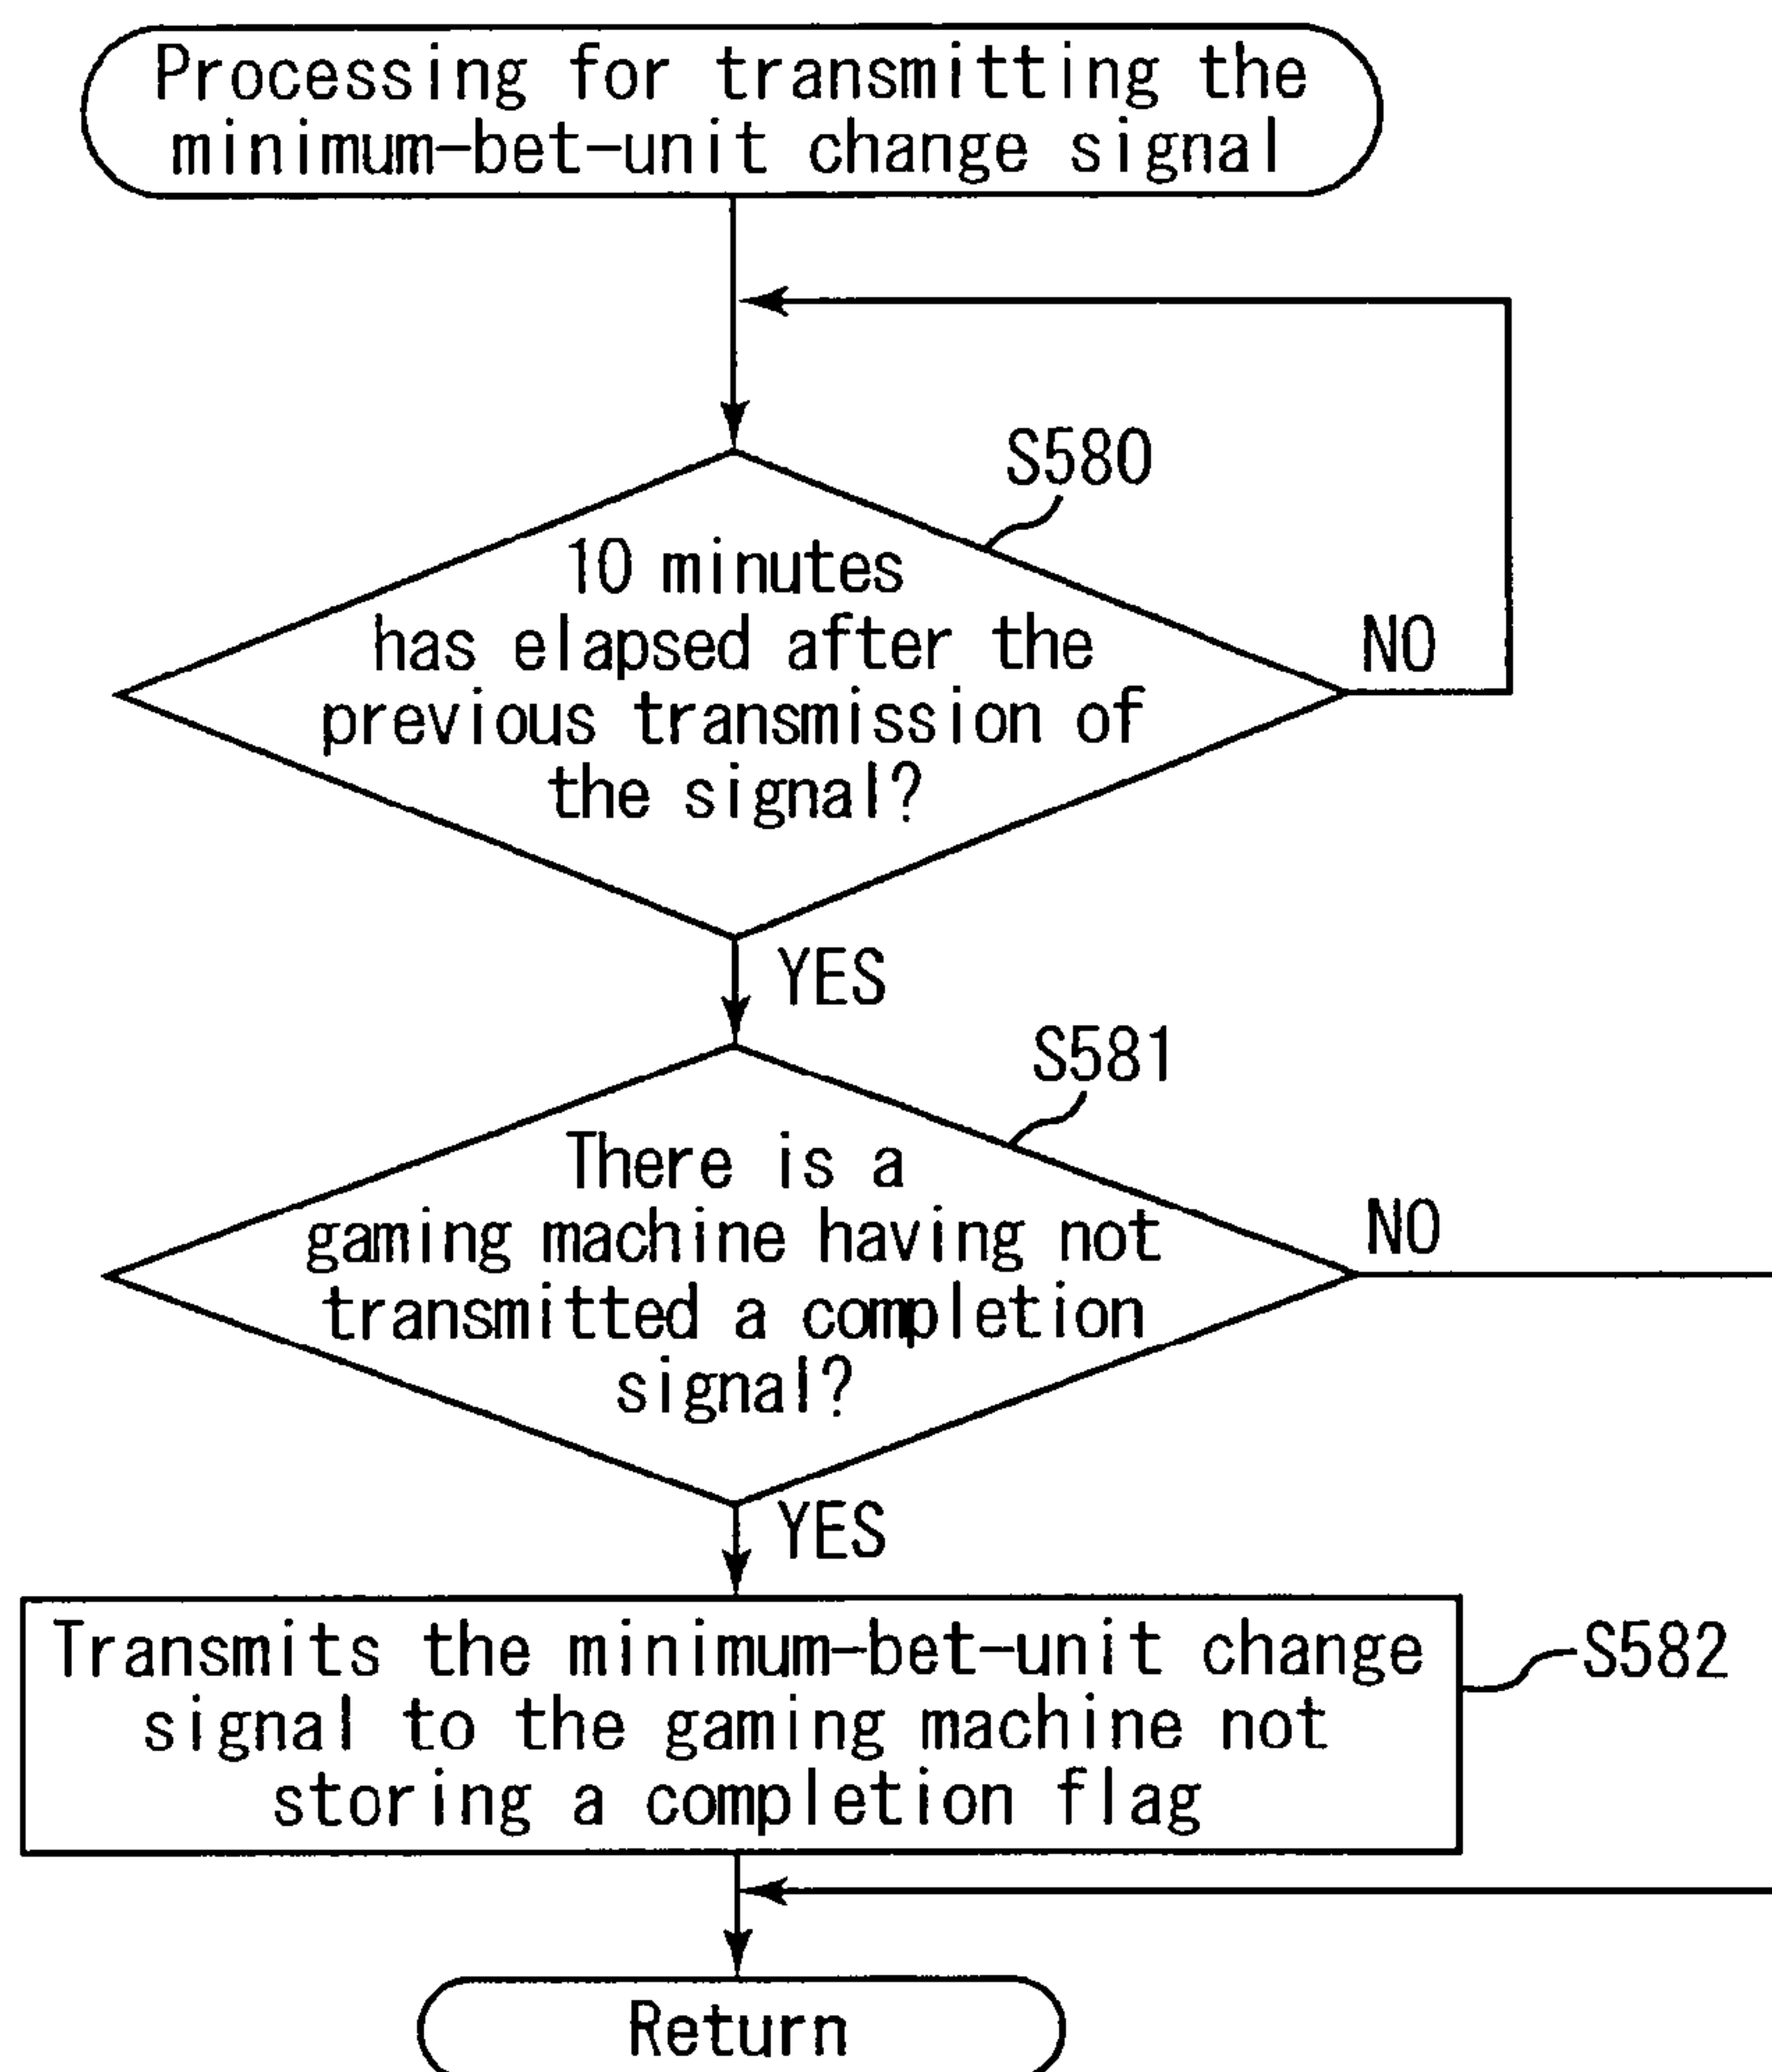 Processing for transmitting the
minimum-bet-unit change signal
S580
10 minutes
has elapsed after the
previous transmission of
the signal?
NO
YES
S581
There is a
gaming machine having not
transmitted a completion
signal?
NO
YES
Transmits the minimum-bet-unit change
signal to the gaming machine not
storing a completion flag
S582
Return